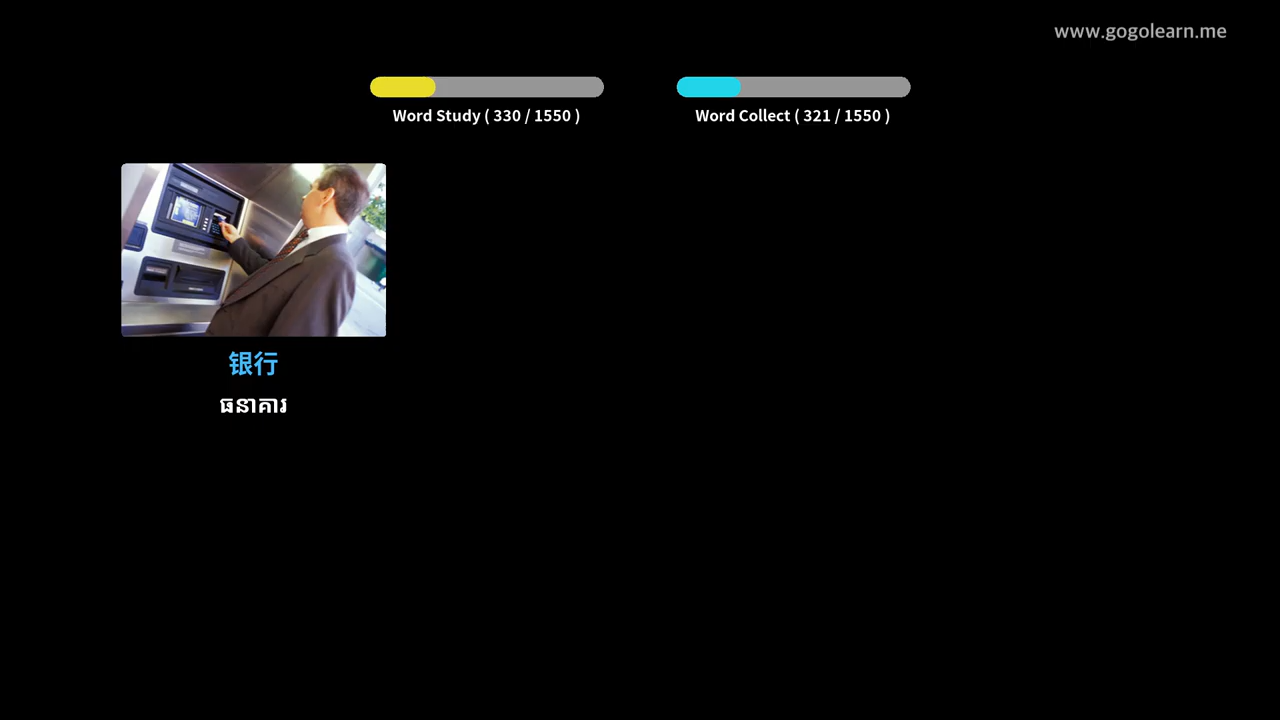 www.gogolearn.me
Word Study ( 330 / 1550 )
Word Collect ( 321 / 1550 )
银行
ធនាគារ